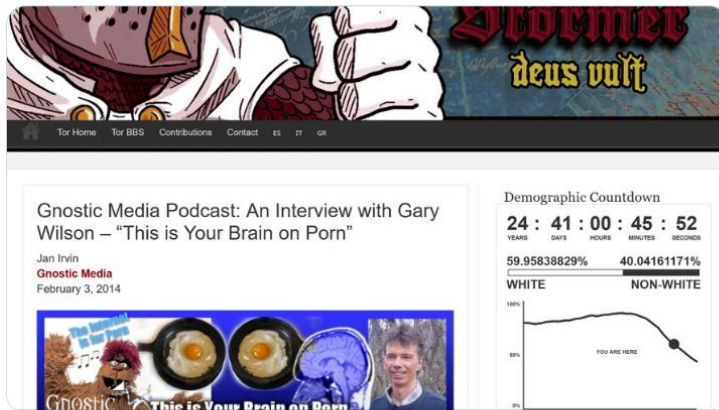 Stormer
deus vult
Tor Home Tor BBS Contributions Contact ES IT GR
Gnostic Media Podcast: An Interview with Gary
Wilson – “This is Your Brain on Porn”
Jan Irvin
Gnostic Media
February 3, 2014
The Internet
is for Porn
Gnostic
This is Your Brain on Porn
Demographic Countdown
24 : 41 : 00 : 45 : 52
YEARS DAYS HOURS MINUTES SECONDS
59.95838829% 40.04161171%
WHITE NON-WHITE
100%
50%
YOU ARE HERE
0%